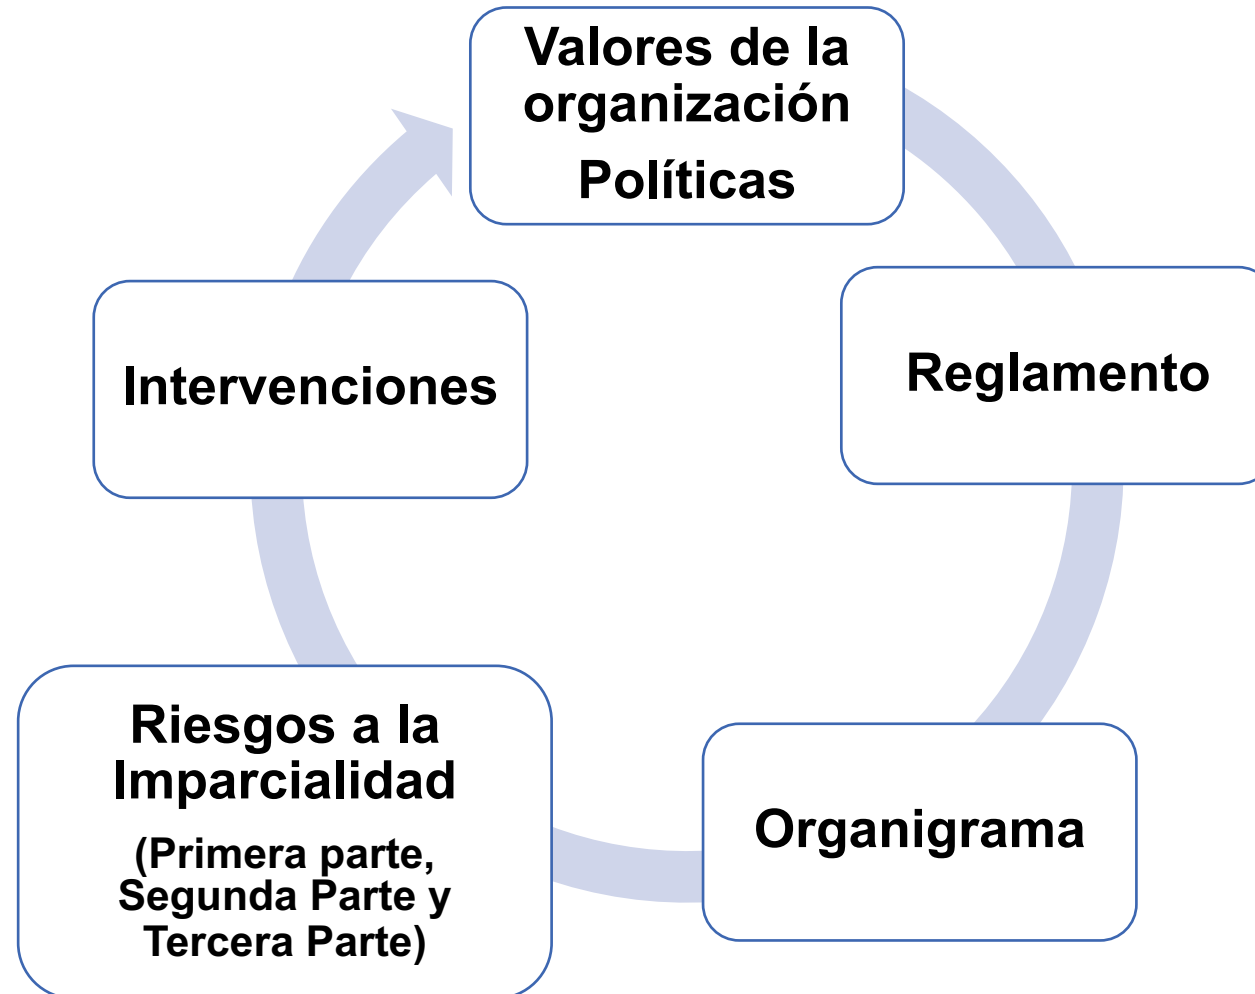 Valores de la
organización
Políticas
Reglamento
Organigrama
Riesgos a la
Imparcialidad
(Primera parte,
Segunda Parte y
Tercera Parte)
Intervenciones